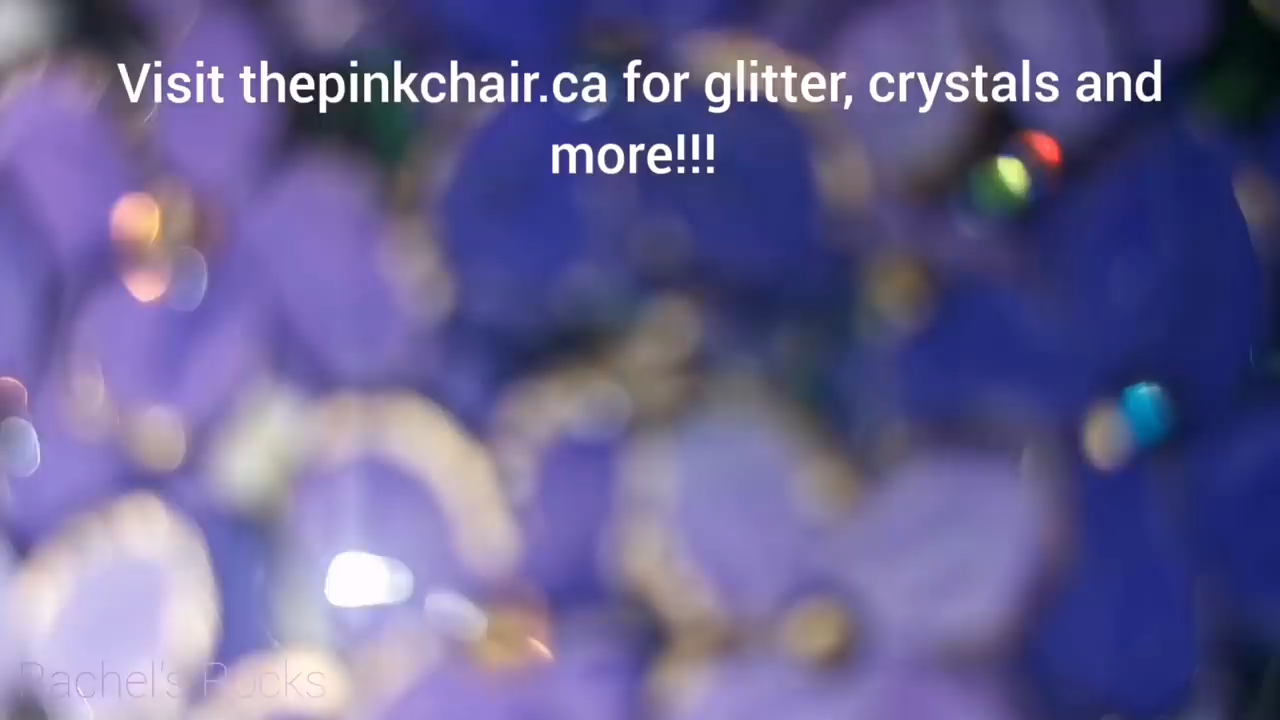 Visit thepinkchair.ca for glitter, crystals and
more!!!
Rachel's Rocks